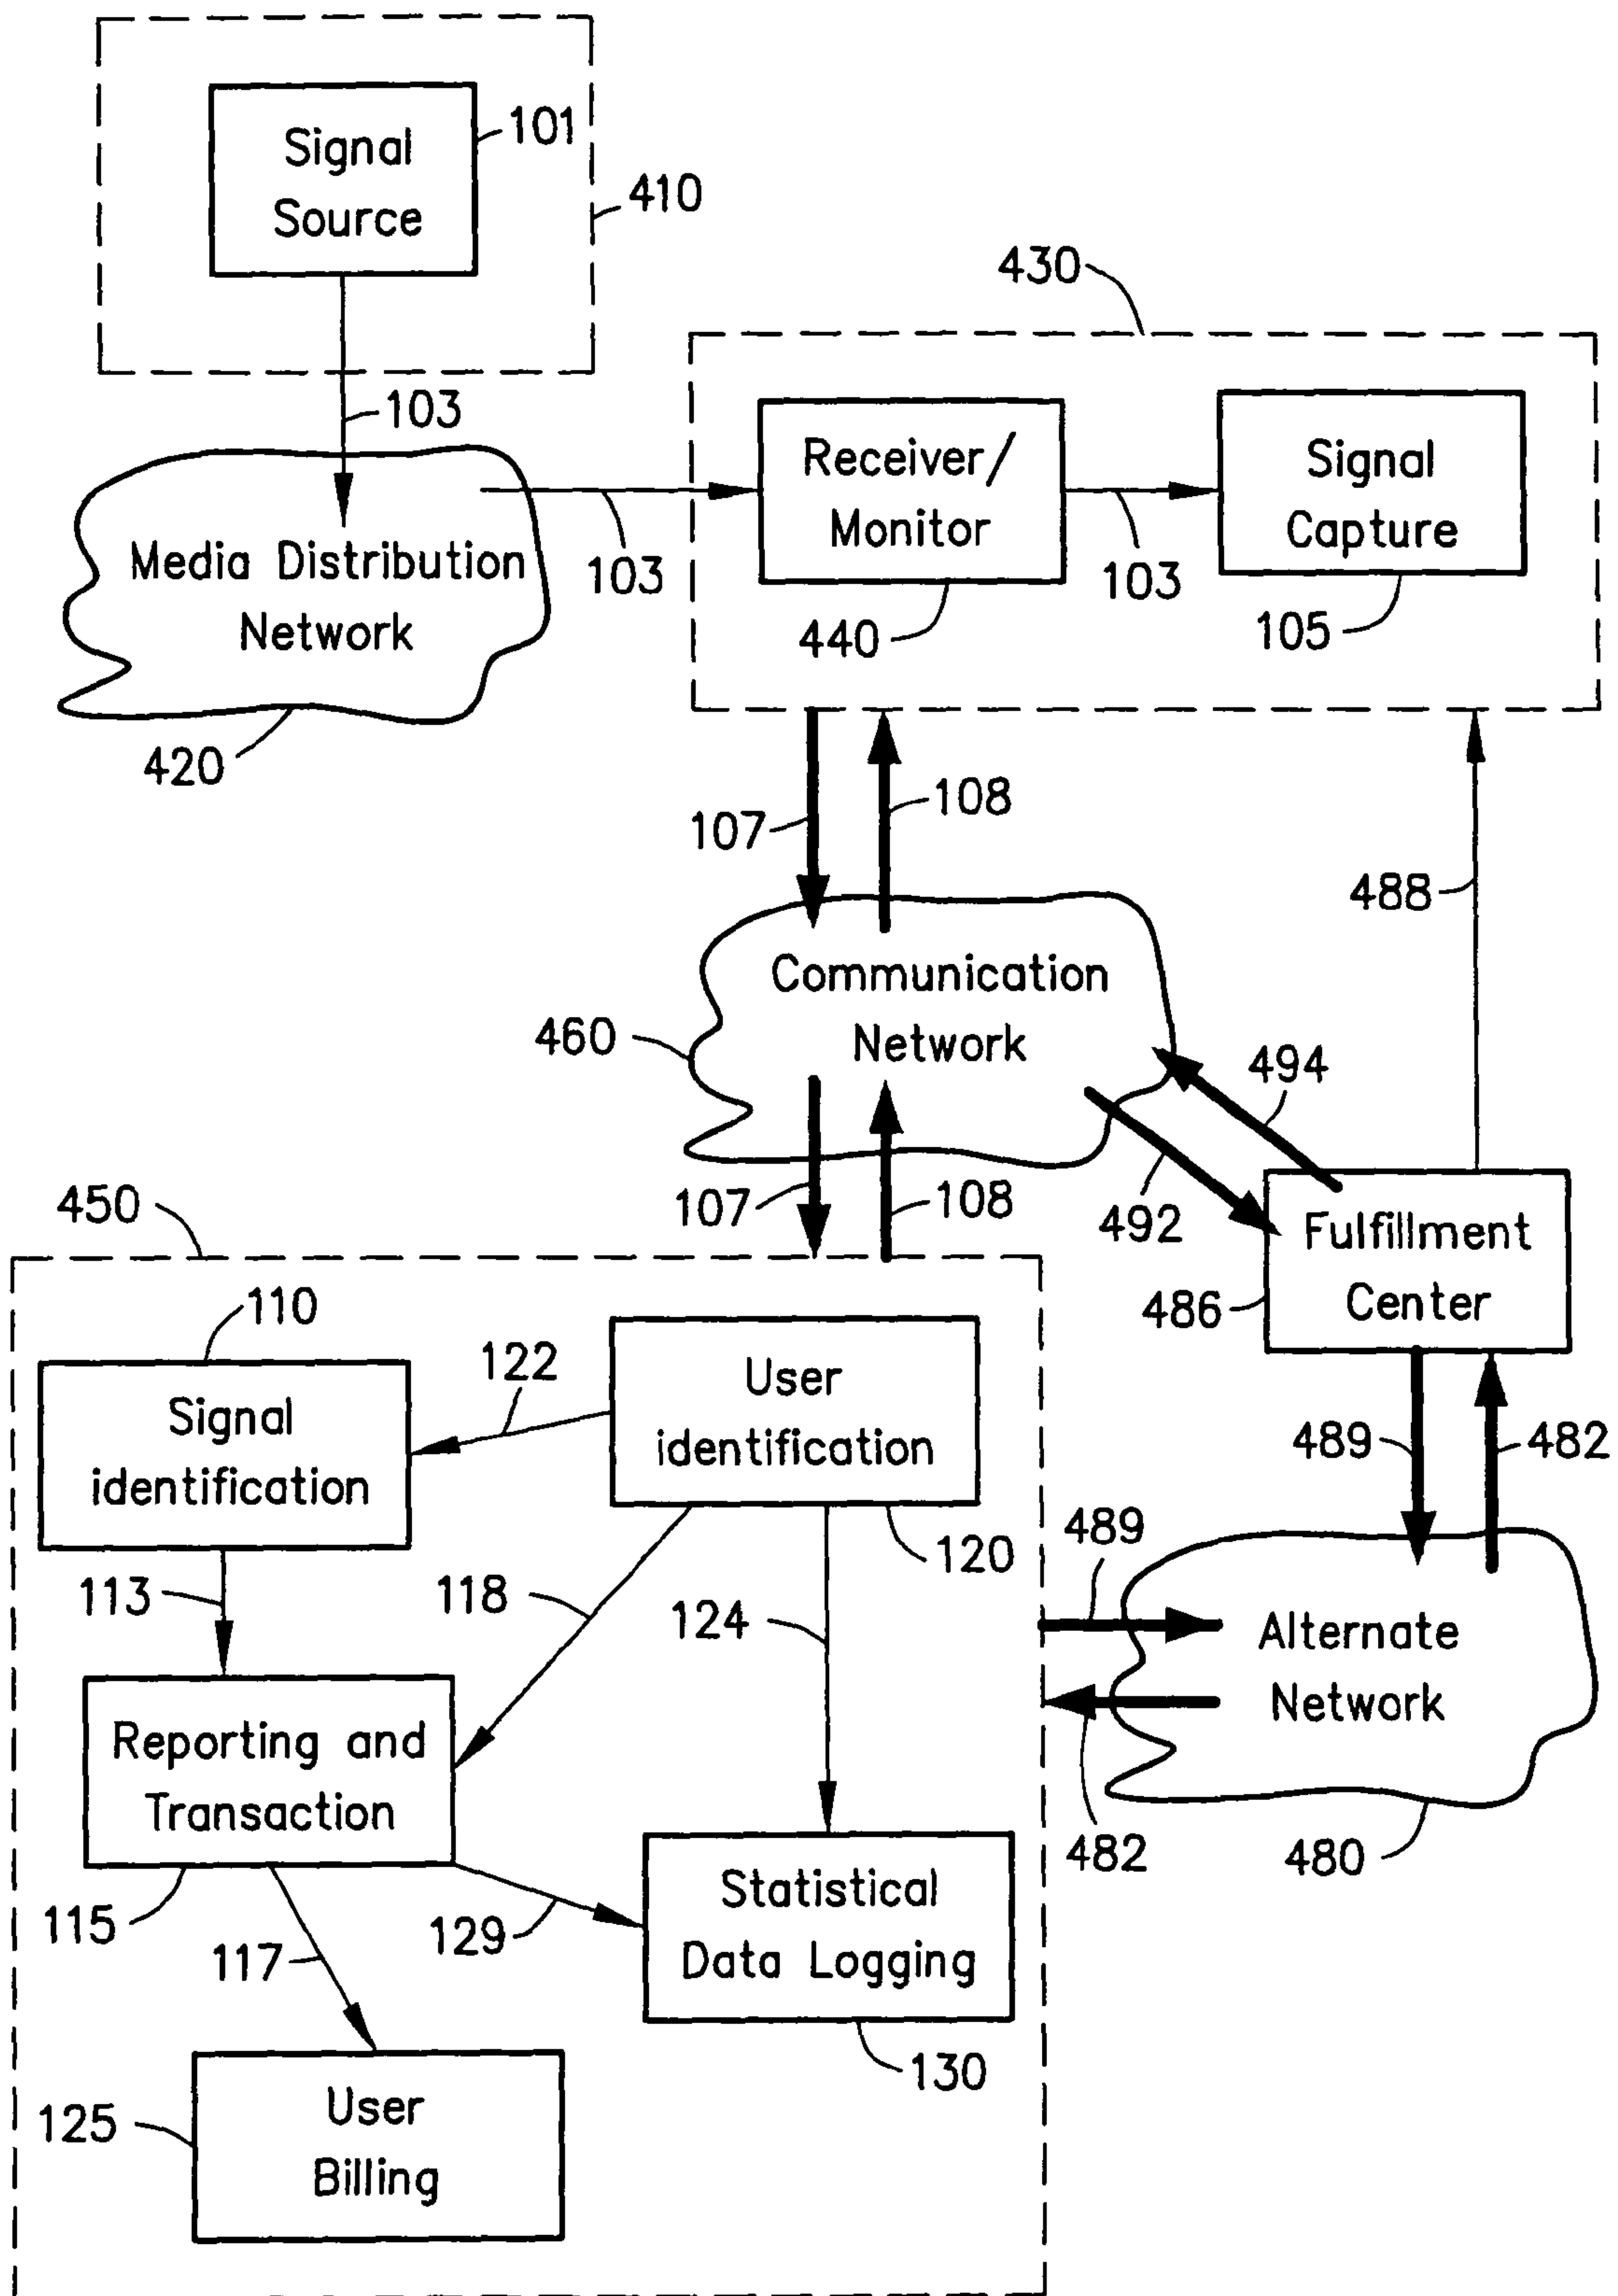 Signal
Source
101
410
103
430
Receiver/
Monitor
Signal
Capture
103
103
440
105
Media Distribution
Network
420
107
108
488
Communication
Network
460
494
492
107
108
450
Fulfillment
Center
486
110
122
User
identification
Signal
identification
120
489
482
113
118
124
489
Alternate
Network
482
480
Reporting and
Transaction
115
117
129
Statistical
Data Logging
130
125
User
Billing